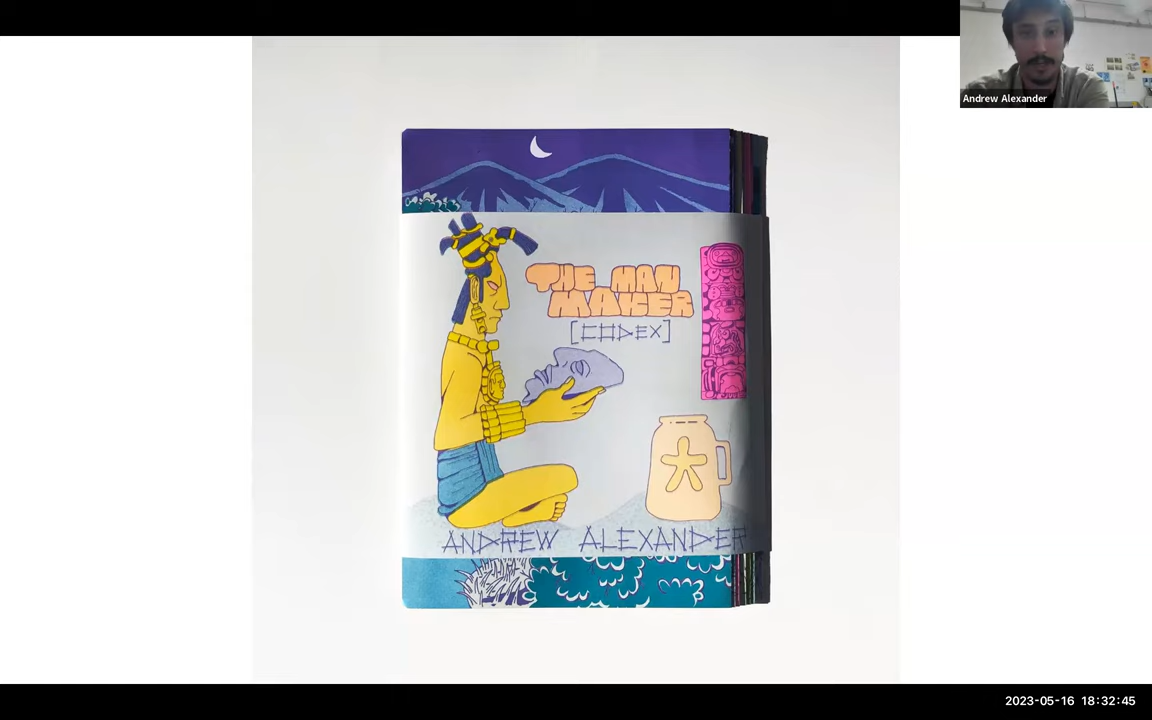 Andrew Alexander
THE MAN
MAKER
[CODEX]
ANDREW ALEXANDER
2023-05-16 18:32:45